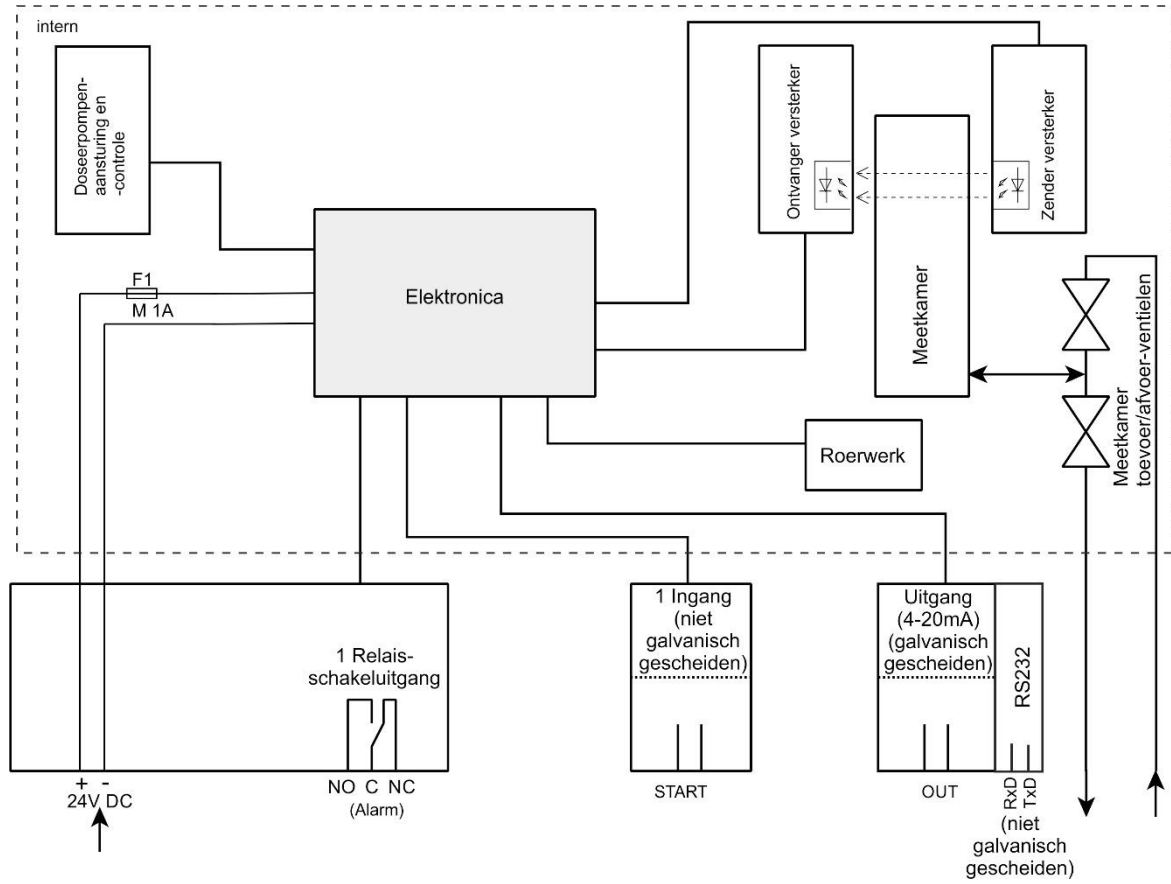 intern
Doseerpompen-
aansturing en
-controle
F1
M 1A
Elektronica
Ontvanger versterker
Meetkamer
Zender versterker
Meetkamer
toevoer/afvoer-ventielen
Roerwerk
1 Relais-
schakeluitgang
1 Ingang
(niet
galvanisch
gescheiden)
Uitgang
(4-20mA)
(galvanisch
gescheiden)
RS232
+ -
24V DC
NO C NC
(Alarm)
START
OUT
RxD
TxD
(niet
galvanisch
gescheiden)